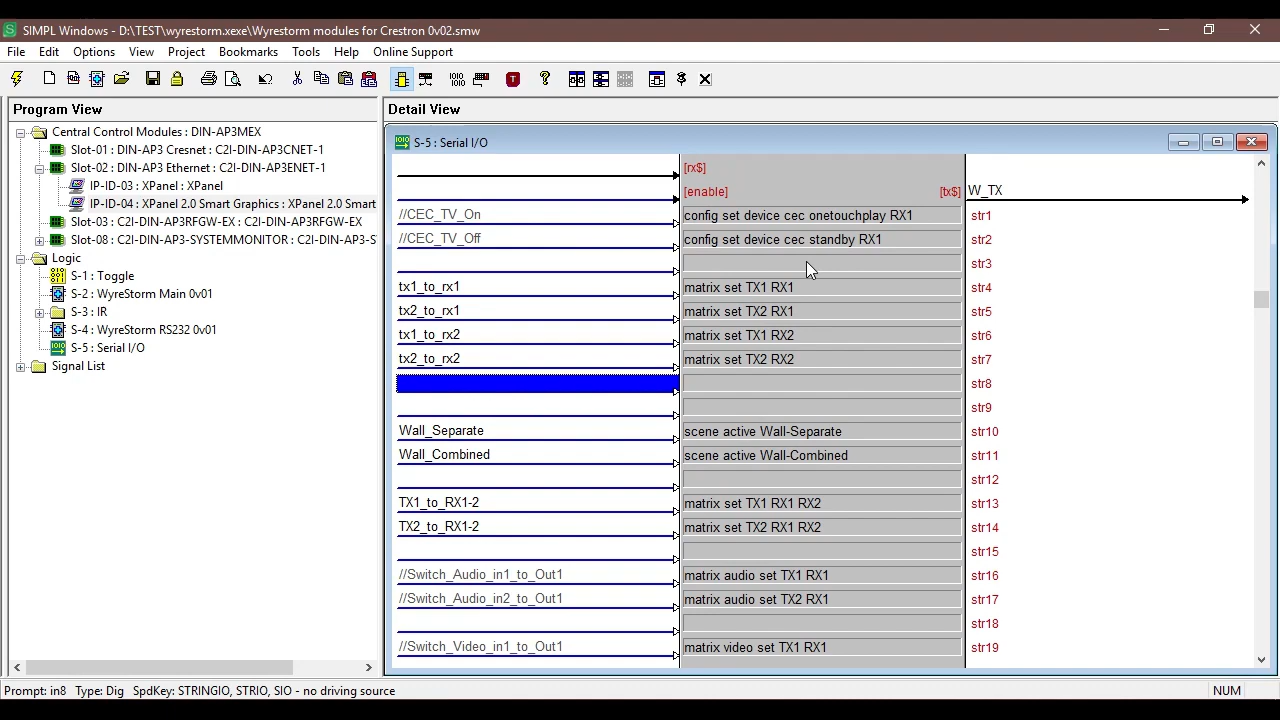 SIMPL Windows - D:\TEST\wyrestorm.xexe\Wyrestorm modules for Crestron 0v02.smw
File Edit Options View Project Bookmarks Tools Help Online Support
Program View
Detail View
Central Control Modules : DIN-AP3MEX
Slot-01 : DIN-AP3 Cresnet : C2I-DIN-AP3CNET-1
Slot-02 : DIN-AP3 Ethernet : C2I-DIN-AP3ENET-1
IP-ID-03 : XPanel : XPanel
IP-ID-04 : XPanel 2.0 Smart Graphics : XPanel 2.0 Smart
Slot-03 : C2I-DIN-AP3RFGW-EX : C2I-DIN-AP3RFGW-EX
Slot-08 : C2I-DIN-AP3-SYSTEMMONITOR : C2I-DIN-AP3-S
Logic
S-1 : Toggle
S-2 : WyreStorm Main 0v01
S-3 : IR
S-4 : WyreStorm RS232 0v01
S-5 : Serial I/O
Signal List
S-5 : Serial I/O
[rx$]
[enable] [tx$] W_TX
//CEC_TV_On config set device cec onetouchplay RX1 str1
//CEC_TV_Off config set device cec standby RX1 str2
str3
tx1_to_rx1 matrix set TX1 RX1 str4
tx2_to_rx1 matrix set TX2 RX1 str5
tx1_to_rx2 matrix set TX1 RX2 str6
tx2_to_rx2 matrix set TX2 RX2 str7
str8
str9
Wall_Separate scene active Wall-Separate str10
Wall_Combined scene active Wall-Combined str11
str12
TX1_to_RX1-2 matrix set TX1 RX1 RX2 str13
TX2_to_RX1-2 matrix set TX2 RX1 RX2 str14
str15
//Switch_Audio_in1_to_Out1 matrix audio set TX1 RX1 str16
//Switch_Audio_in2_to_Out1 matrix audio set TX2 RX1 str17
str18
//Switch_Video_in1_to_Out1 matrix video set TX1 RX1 str19
Prompt: in8 Type: Dig SpdKey: STRINGIO, STRIO, SIO - no driving source
NUM